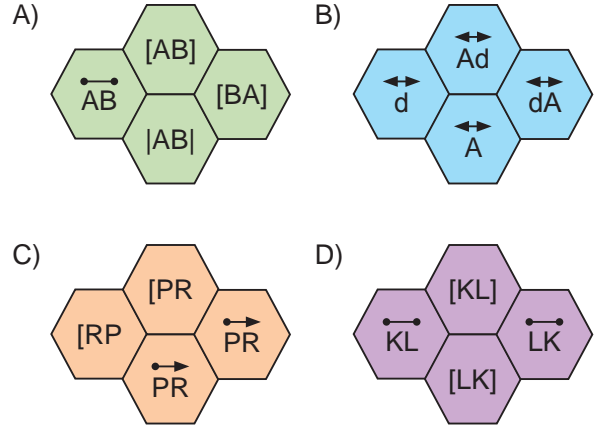 A)
[AB]
AB
[BA]
|AB|
B)
Ad
d
dA
A
C)
[PR
[RP
PR
PR
D)
[KL]
KL
LK
[LK]